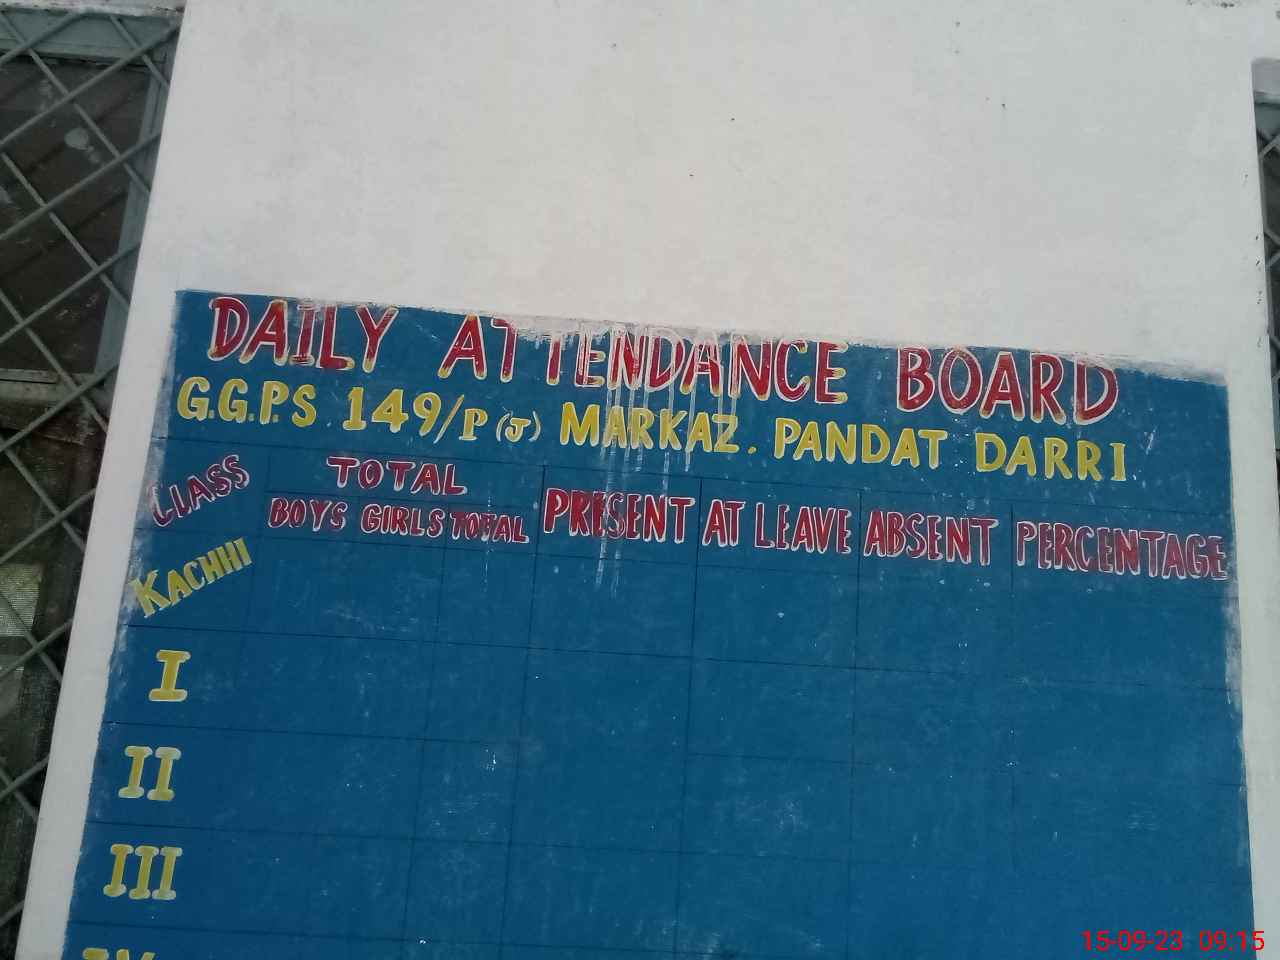 DAILY ATTENDANCE BOARD
G.G.P.S 149/P (J) MARKAZ. PANDAT DARRI
CLASS TOTAL PRESENT AT LEAVE ABSENT PERCENTAGE
BOYS GIRLS TOTAL
KACHHI
I
II
III
IV
15-09-23 09:15